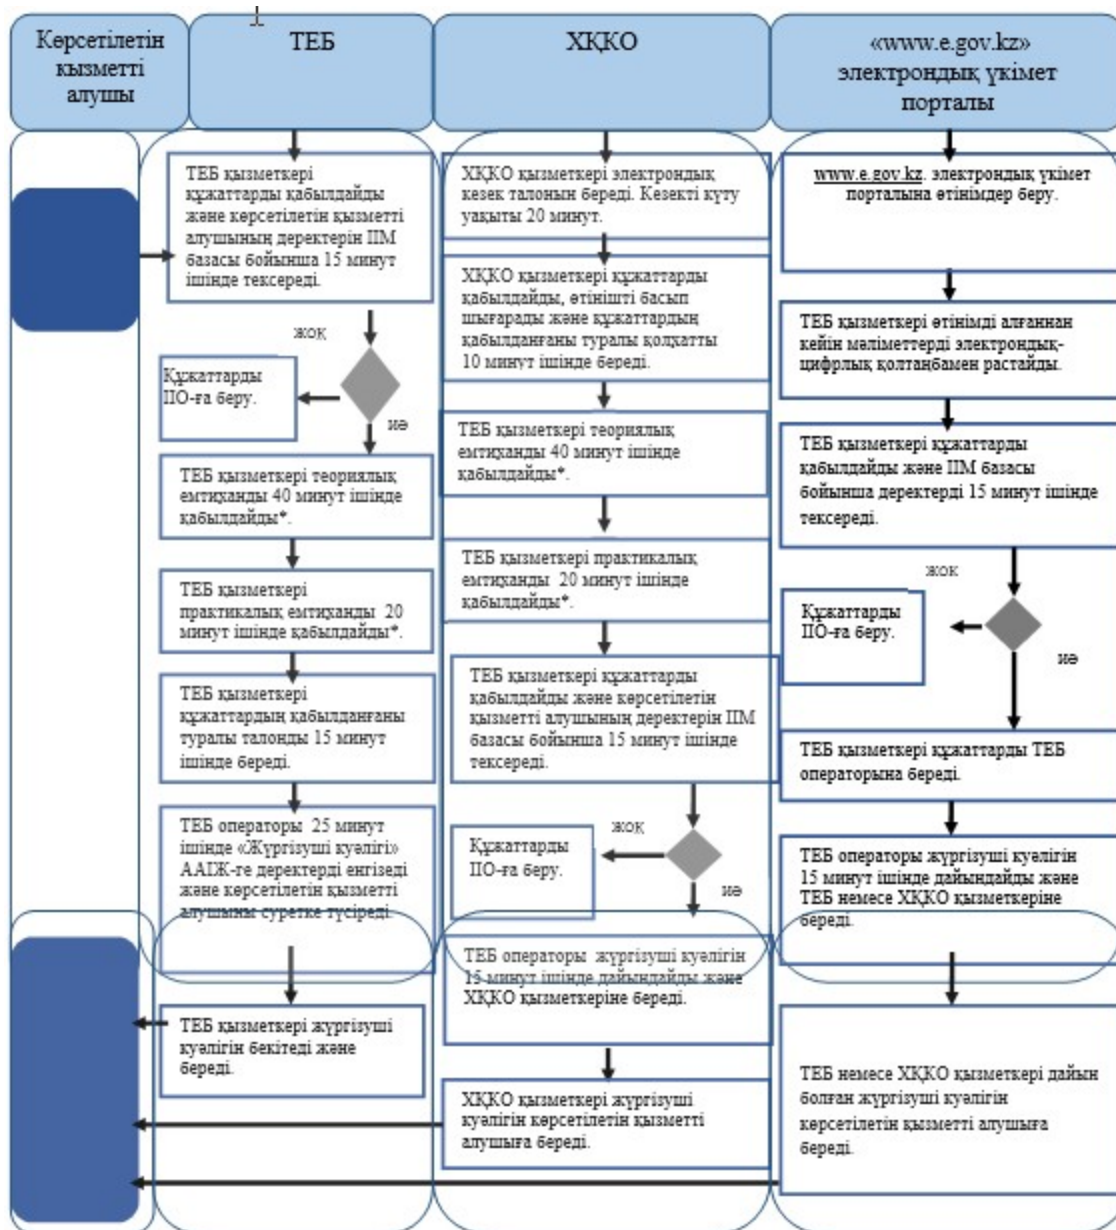 Көрсетілетін
қызметті
алушы
ТЕБ
ХҚКО
«www.e.gov.kz»
электрондық үкімет
порталы
ТЕБ қызметкері
құжаттарды қабылдайды
және көрсетілетін қызметті
алушының деректерін ІІМ
базасы бойынша 15 минут
ішінде тексереді.
жоқ
Құжаттарды
ІІО-ға беру.
иә
ТЕБ қызметкері теориялық
емтиханды 40 минут ішінде
қабылдайды*.
ТЕБ қызметкері
практикалық емтиханды 20
минут ішінде қабылдайды*.
ТЕБ қызметкері
құжаттардың қабылданғаны
туралы талонды 15 минут
ішінде береді.
ТЕБ операторы 25 минут
ішінде «Жүргізуші куәлігі»
ААІЖ-ге деректерді енгізеді
және көрсетілетін қызметті
алушыны суретке түсіреді.
ТЕБ қызметкері жүргізуші
куәлігін бекітеді және
береді.
ХҚКО қызметкері электрондық
кезек талонын береді. Кезекті күту
уақыты 20 минут.
ХҚКО қызметкері құжаттарды
қабылдайды, өтінішті басып
шығарады және құжаттардың
қабылданғаны туралы қолхатты
10 минут ішінде береді.
ТЕБ қызметкері теориялық
емтиханды 40 минут ішінде
қабылдайды*.
ТЕБ қызметкері практикалық
емтиханды 20 минут ішінде
қабылдайды*.
ТЕБ қызметкері құжаттарды
қабылдайды және көрсетілетін
қызметті алушының деректерін ІІМ
базасы бойынша 15 минут ішінде
тексереді.
жоқ
Құжаттарды
ІІО-ға беру.
иә
ТЕБ операторы жүргізуші куәлігін
15 минут ішінде дайындайды және
ХҚКО қызметкеріне береді.
ХҚКО қызметкері жүргізуші
куәлігін көрсетілетін қызметті
алушыға береді.
www.e.gov.kz. электрондық үкімет
порталына өтінімдер беру.
ТЕБ қызметкері өтінімді алғаннан
кейін мәліметтерді электрондық-
цифрлық қолтаңбамен растайды.
ТЕБ қызметкері құжаттарды
қабылдайды және ІІМ базасы
бойынша деректерді 15 минут ішінде
тексереді.
жоқ
Құжаттарды
ІІО-ға беру.
иә
ТЕБ қызметкері құжаттарды ТЕБ
операторына береді.
ТЕБ операторы жүргізуші куәлігін
15 минут ішінде дайындайды және
ТЕБ немесе ХҚКО қызметкеріне
береді.
ТЕБ немесе ХҚКО қызметкері дайын
болған жүргізуші куәлігін
көрсетілетін қызметті алушыға
береді.